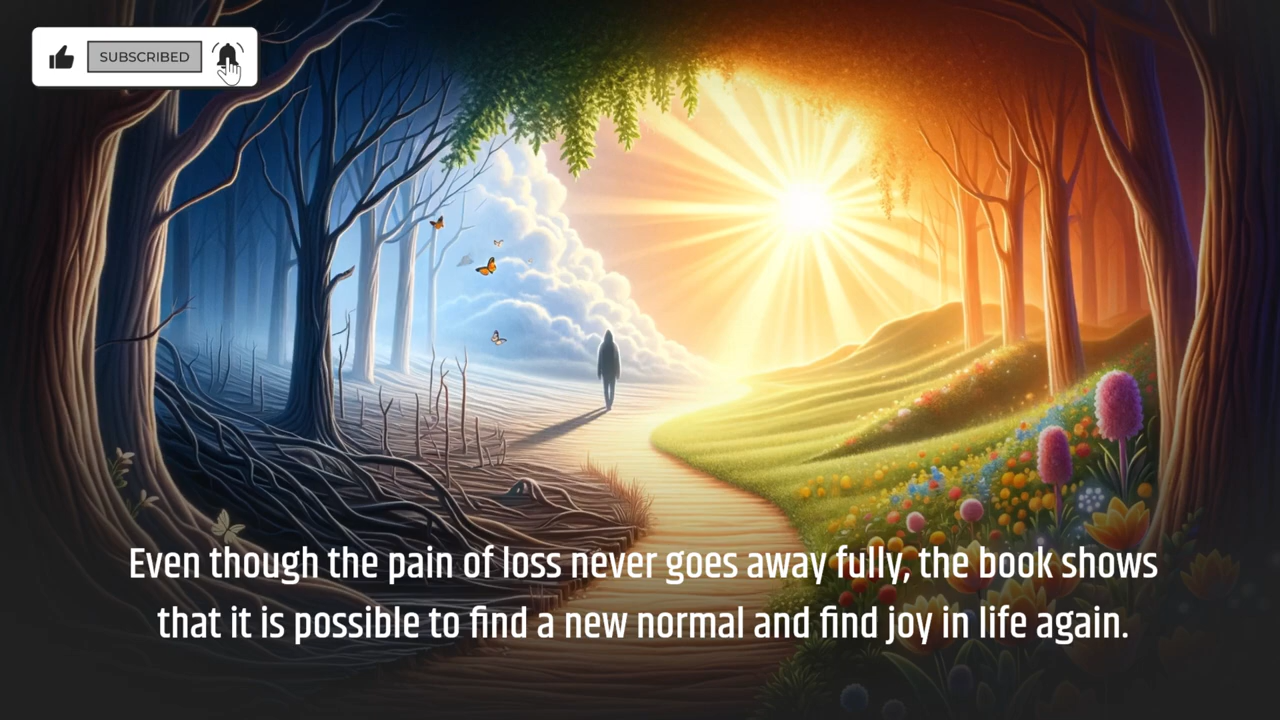 SUBSCRIBED
Even though the pain of loss never goes away fully, the book shows
that it is possible to find a new normal and find joy in life again.